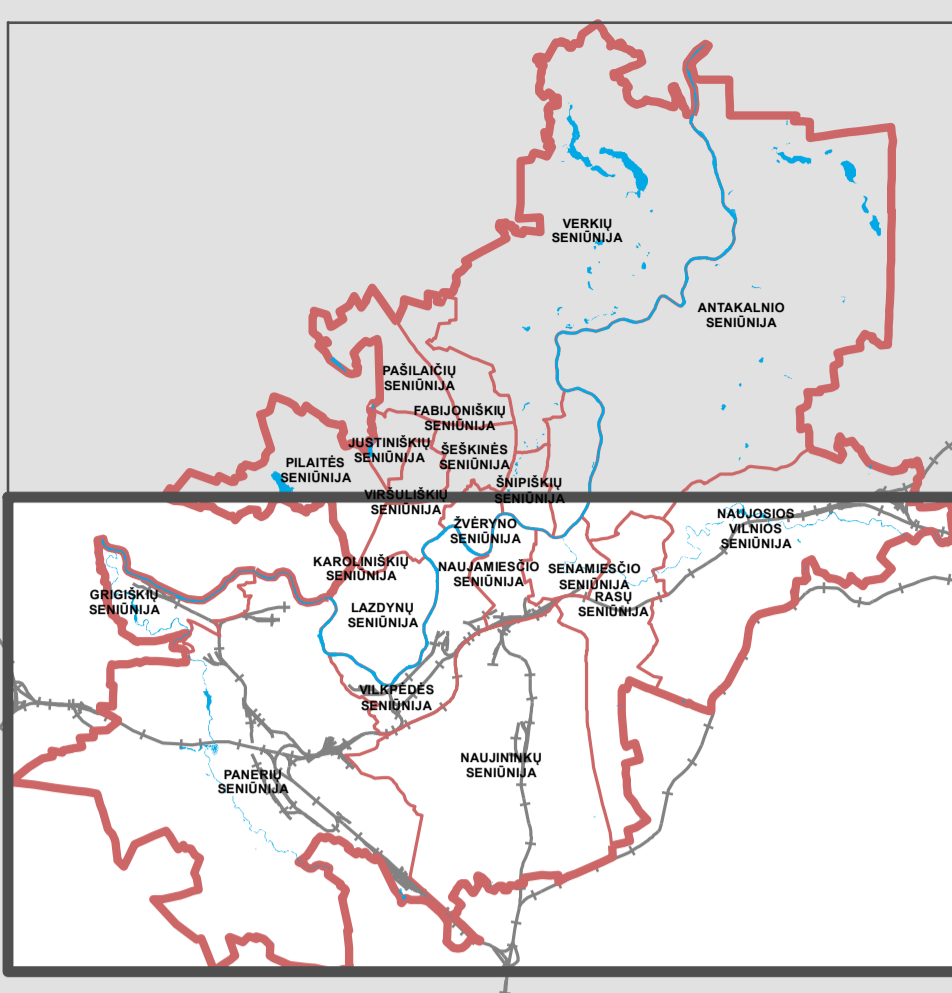 VERKIŲ
SENIŪNIJA
ANTAKALNIO
SENIŪNIJA
PAŠILAIČIŲ
SENIŪNIJA
FABIJONIŠKIŲ
SENIŪNIJA
JUSTINIŠKIŲ
SENIŪNIJA
ŠEŠKINĖS
SENIŪNIJA
PILAITĖS
SENIŪNIJA
VIRŠULIŠKIŲ
SENIŪNIJA
ŠNIPIŠKIŲ
SENIŪNIJA
ŽVĖRYNO
SENIŪNIJA
NAUJOSIOS
VILNIOS
SENIŪNIJA
KAROLINIŠKIŲ
SENIŪNIJA
NAUJAMIESČIO
SENIŪNIJA
SENAMIESČIO
SENIŪNIJA
GRIGIŠKIŲ
SENIŪNIJA
RASŲ
SENIŪNIJA
LAZDYNŲ
SENIŪNIJA
VILKPĖDĖS
SENIŪNIJA
NAUJININKŲ
SENIŪNIJA
PANERIŲ
SENIŪNIJA